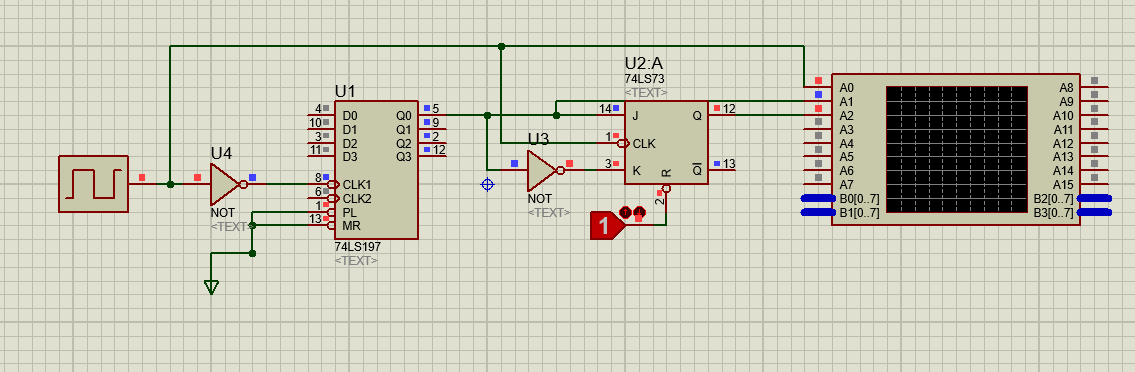 U1
4 D0 Q0 5
10 D1 Q1 9
3 D2 Q2 2
11 D3 Q3 12
8 CLK1
6 CLK2
1 PL
13 MR
74LS197
<TEXT>
U4
NOT
<TEXT>
U3
NOT
<TEXT>
U2:A
74LS73
<TEXT>
14 J Q 12
1 CLK
3 K Q 13
R
2
1
A0 A8
A1 A9
A2 A10
A3 A11
A4 A12
A5 A13
A6 A14
A7 A15
B0[0..7] B2[0..7]
B1[0..7] B3[0..7]